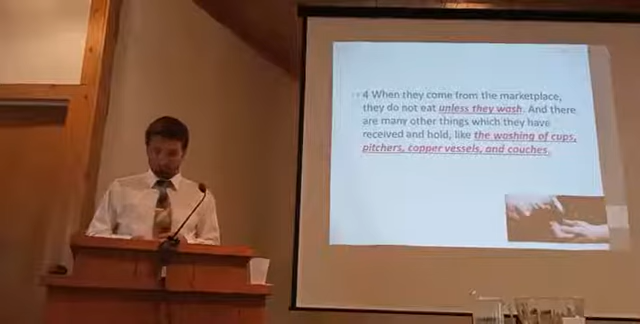 4 When they come from the marketplace,
they do not eat unless they wash. And there
are many other things which they have
received and hold, like the washing of cups,
pitchers, copper vessels, and couches.